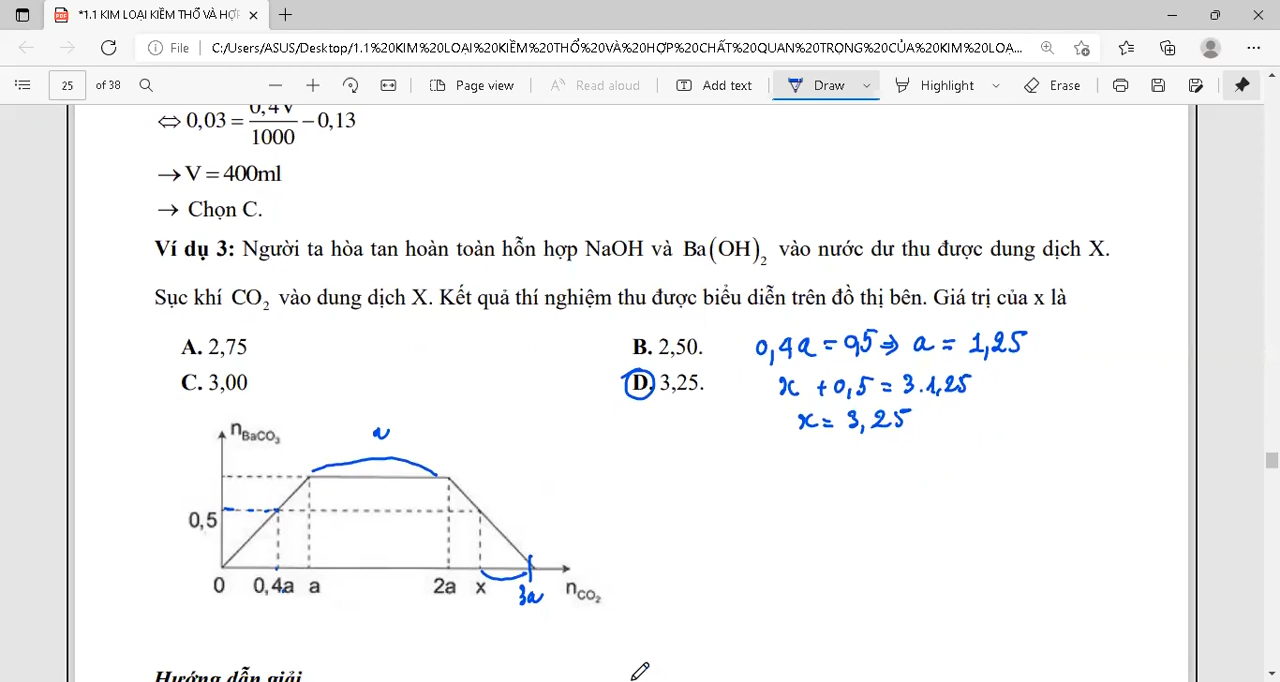 *1.1 KIM LOẠI KIỀM THỔ VÀ HỢP
File C:/Users/ASUS/Desktop/1.1%20KIM%20LOẠI%20KIỀM%20THỔ%20VÀ%20HỢP%20CHẤT%20QUAN%20TRỌNG%20CỦA%20KIM%20LOẠ...
25 of 38 Page view Read aloud Add text Draw Highlight Erase
⇔ 0,03 = 0,4V/1000 − 0,13
→ V = 400ml
→ Chọn C.
Ví dụ 3: Người ta hòa tan hoàn toàn hỗn hợp NaOH và Ba(OH)₂ vào nước dư thu được dung dịch X.
Sục khí CO₂ vào dung dịch X. Kết quả thí nghiệm thu được biểu diễn trên đồ thị bên. Giá trị của x là
A. 2,75 B. 2,50. 0,4a = 0,5 ⇒ a = 1,25
C. 3,00 D. 3,25. x + 0,5 = 3.1,25
x = 3,25
n BaCO₃ a
0,5
0 0,4a a 2a x 3a n CO₂
Hướng dẫn giải